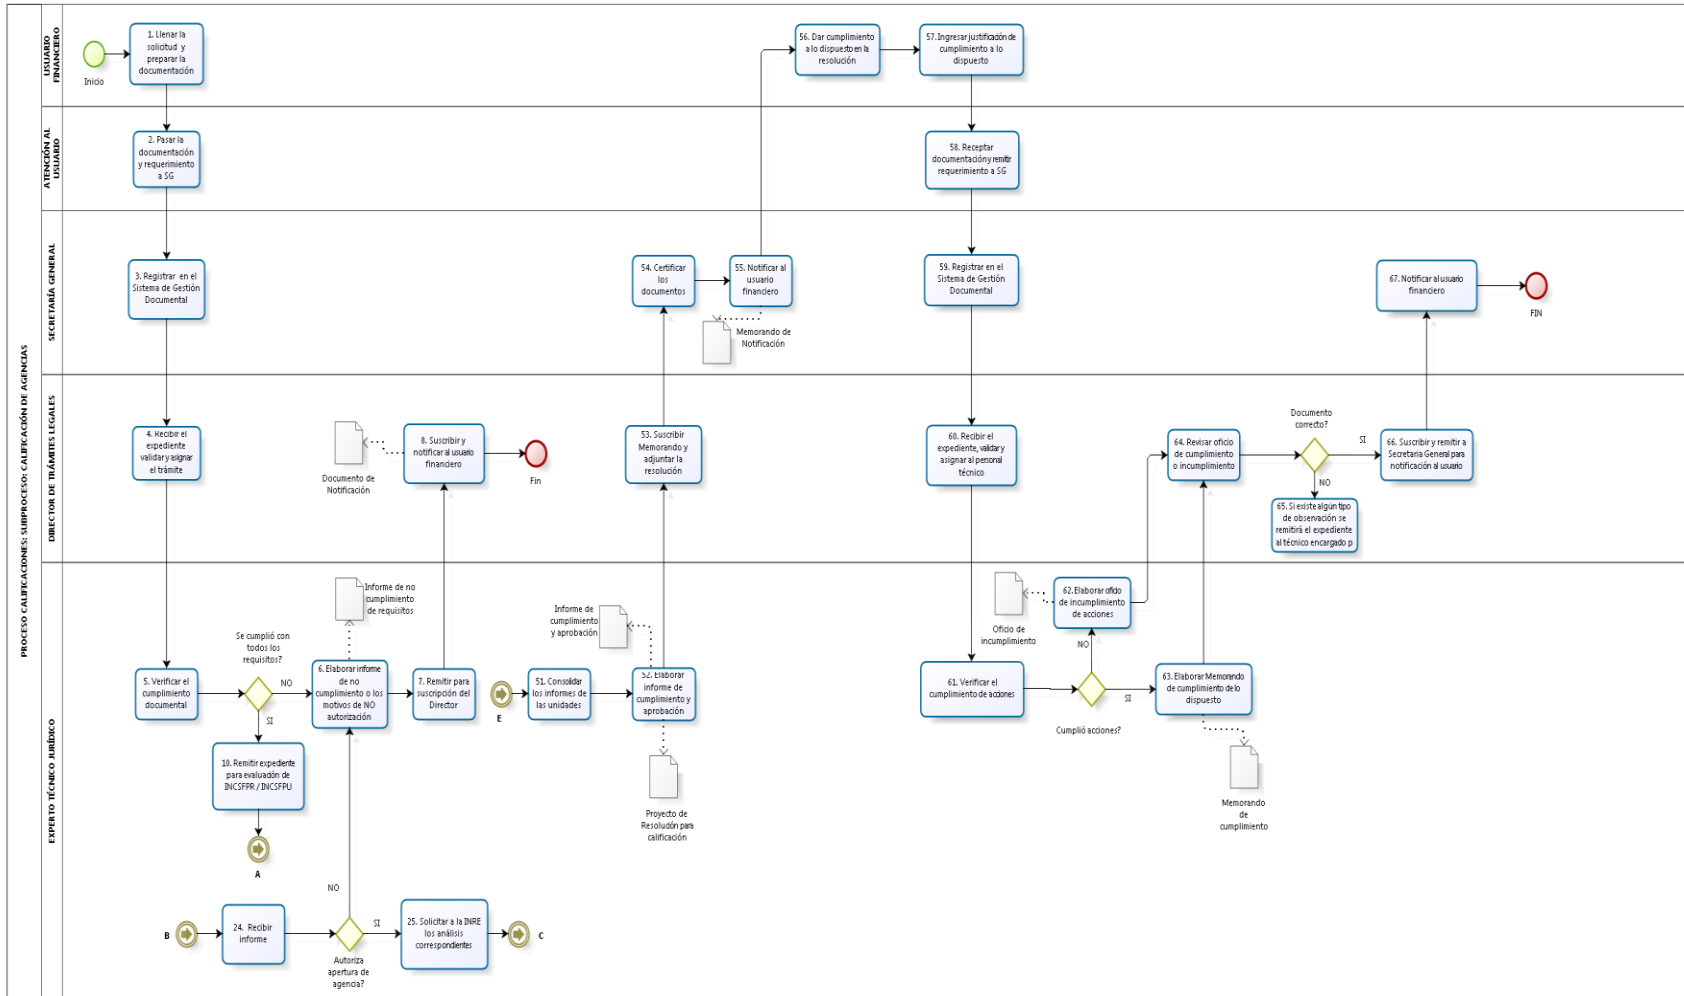 PROCESO CALIFICACIONES: SUBPROCESO: CALIFICACIÓN DE AGENCIAS
USUARIO
FINANCIERO
Inicio
1. Llenar la
solicitud y
preparar la
documentación
56. Dar cumplimiento
a lo dispuesto en la
resolución
57. Ingresar justificación de
cumplimiento a lo
dispuesto
ATENCIÓN AL
USUARIO
2. Pasar la
documentación
y requerimiento
a SG
58. Receptar
documentación y remitir
requerimiento a SG
SECRETARÍA GENERAL
3. Registrar en el
Sistema de Gestión
Documental
54. Certificar
los
documentos
55. Notificar al
usuario
financiero
Memorando de
Notificación
59. Registrar en el
Sistema de Gestión
Documental
67. Notificar al usuario
financiero
FIN
DIRECTOR DE TRÁMITES LEGALES
4. Recibir el
expediente
validar y asignar
el trámite
Documento de
Notificación
8. Suscribir y
notificar al usuario
financiero
Fin
53. Suscribir
Memorando y
adjuntar la
resolución
60. Recibir el
expediente, validar y
asignar al personal
técnico
64. Revisar oficio
de cumplimiento
o incumplimiento
Documento
correcto?
SI
NO
66. Suscribir y remitir a
Secretaria General para
notificación al usuario
65. Si existe algún tipo
de observación se
remitirá el expediente
al técnico encargado p
EXPERTO TÉCNICO JURÍDICO
5. Verificar el
cumplimiento
documental
Se cumplió con
todos los
requisitos?
NO
SI
Informe de no
cumplimiento
de requisitos
6. Elaborar informe
de no
cumplimiento o los
motivos de NO
autorización
7. Remitir para
suscripción del
Director
10. Remitir expediente
para evaluación de
INCSFPR / INCSFPU
A
E
51. Consolidar
los informes de
las unidades
Informe de
cumplimiento
y aprobación
52. Elaborar
informe de
cumplimiento y
aprobación
Proyecto de
Resolución para
calificación
61. Verificar el
cumplimiento de acciones
Cumplió acciones?
NO
SI
62. Elaborar oficio
de incumplimiento
de acciones
Oficio de
incumplimiento
63. Elaborar Memorando
de cumplimiento de lo
dispuesto
Memorando
de
cumplimiento
B
24. Recibir
informe
NO
SI
Autoriza
apertura de
agencia?
25. Solicitar a la INRE
los análisis
correspondientes
C